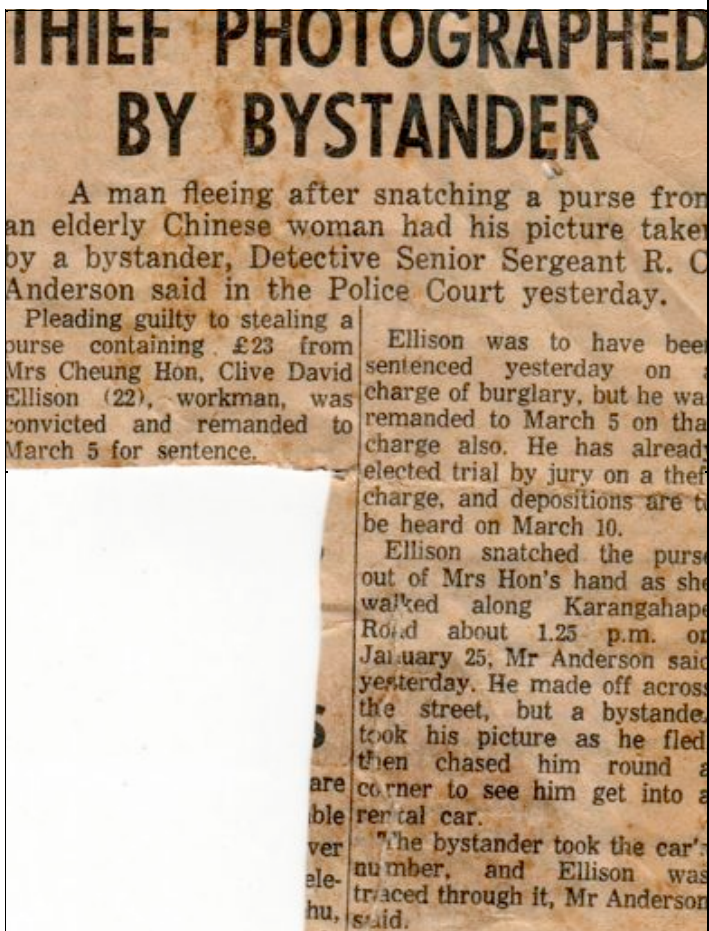 THIEF PHOTOGRAPHED
BY BYSTANDER
A man fleeing after snatching a purse from
an elderly Chinese woman had his picture taken
by a bystander, Detective Senior Sergeant R. C
Anderson said in the Police Court yesterday.
Pleading guilty to stealing a
purse containing £23 from
Mrs Cheung Hon, Clive David
Ellison (22), workman, was
convicted and remanded to
March 5 for sentence.
Ellison was to have been
sentenced yesterday on a
charge of burglary, but he was
remanded to March 5 on tha
charge also. He has already
elected trial by jury on a thef
charge, and depositions are to
be heard on March 10.
Ellison snatched the purse
out of Mrs Hon's hand as she
walked along Karangahape
Road about 1.25 p.m. on
January 25, Mr Anderson said
yesterday. He made off across
the street, but a bystander
took his picture as he fled
then chased him round a
corner to see him get into a
rental car.
"The bystander took the car's
number, and Ellison was
traced through it, Mr Anderson
said.
S
are
ble
ver
ele-
hu,